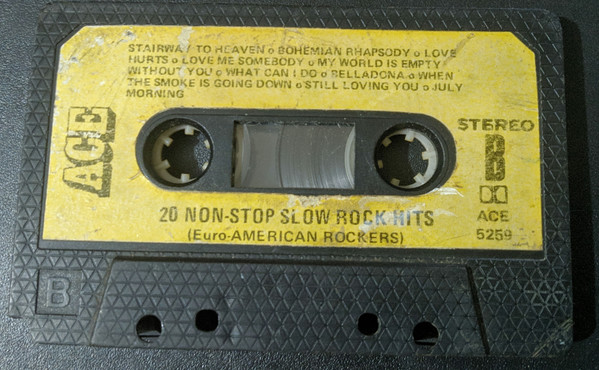 STAIRWAY TO HEAVEN o BOHEMIAN RHAPSODY o LOVE
HURTS o LOVE ME SOMEBODY o MY WORLD IS EMPTY
WITHOUT YOU o WHAT CAN I DO o BELLADONA o WHEN
THE SMOKE IS GOING DOWN o STILL LOVING YOU o JULY
MORNING
ACE
STEREO
B
ACE
5259
20 NON-STOP SLOW ROCK HITS
(Euro-AMERICAN ROCKERS)
B